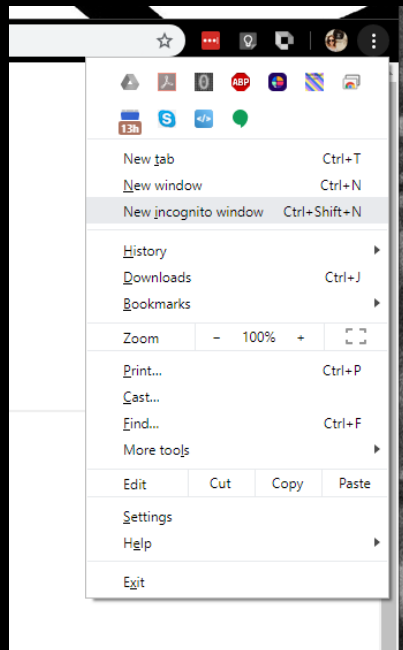 ABP
13h
New tab Ctrl+T
New window Ctrl+N
New incognito window Ctrl+Shift+N
History
Downloads Ctrl+J
Bookmarks
Zoom - 100% +
Print... Ctrl+P
Cast...
Find... Ctrl+F
More tools
Edit Cut Copy Paste
Settings
Help
Exit